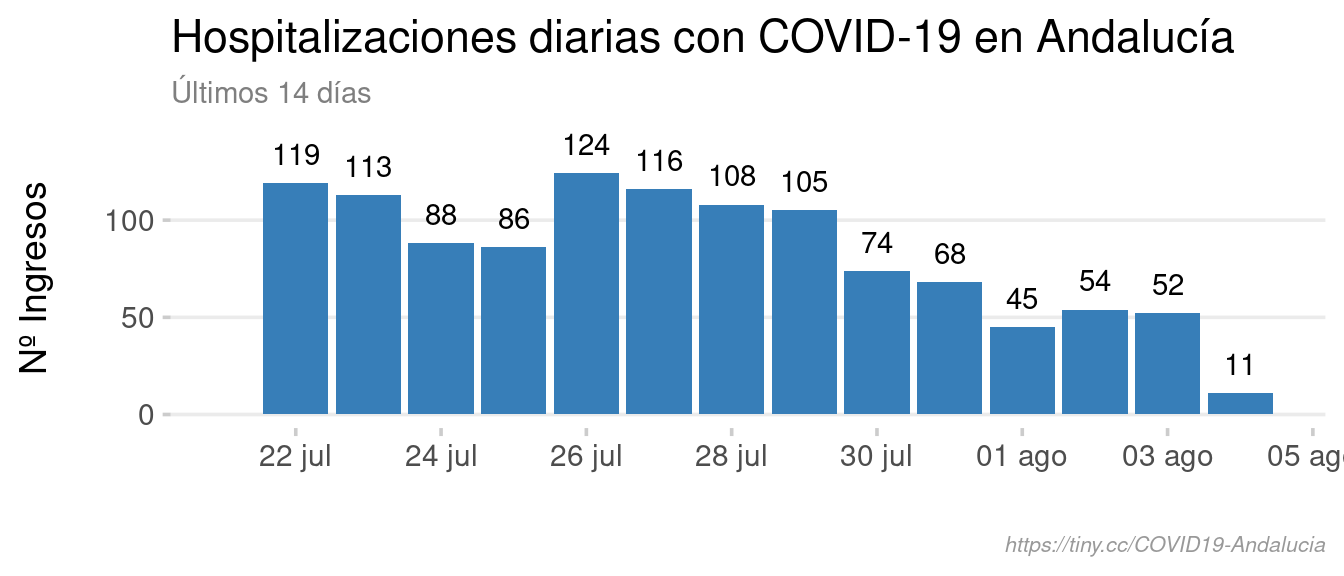 Hospitalizaciones diarias con COVID-19 en Andalucía
Últimos 14 días
Nº Ingresos
100
50
0
119
113
88
86
124
116
108
105
74
68
45
54
52
11
22 jul
24 jul
26 jul
28 jul
30 jul
01 ago
03 ago
05 ag
https://tiny.cc/COVID19-Andalucia